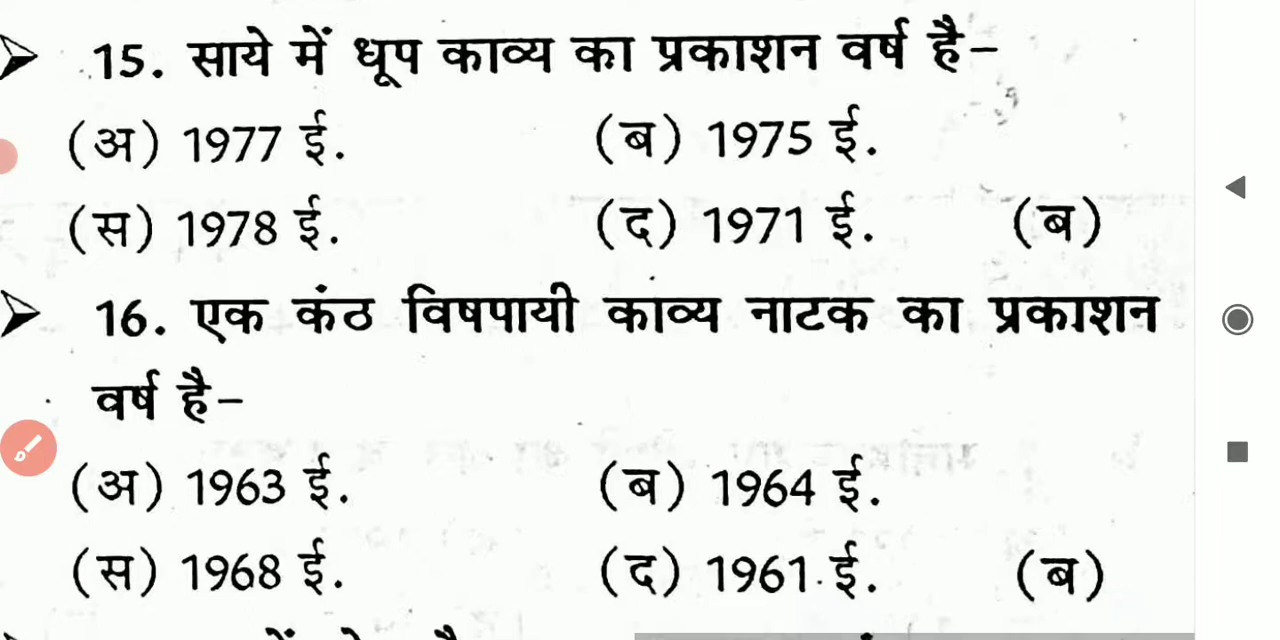 15. साये में धूप काव्य का प्रकाशन वर्ष है-
(अ) 1977 ई. (ब) 1975 ई.
(स) 1978 ई. (द) 1971 ई. (ब)
16. एक कंठ विषपायी काव्य नाटक का प्रकाशन
वर्ष है-
(अ) 1963 ई. (ब) 1964 ई.
(स) 1968 ई. (द) 1961 ई. (ब)